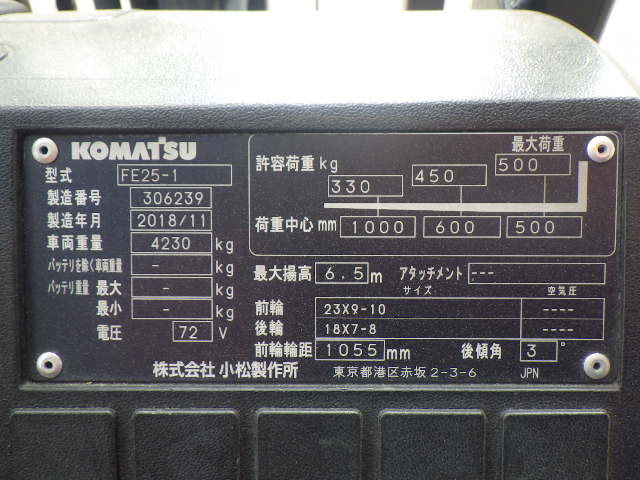 KOMATSU
型式 FE25-1
製造番号 306239
製造年月 2018/11
車両重量 4230 kg
バッテリを除く車両重量 - kg
バッテリ重量 最大 - kg
最小 - kg
電圧 72 V
最大荷重
許容荷重 kg 330 450 500
荷重中心 mm 1000 600 500
最大揚高 6.5 m アタッチメント ---
サイズ 空気圧
前輪 23X9-10 ----
後輪 18X7-8 ----
前輪輪距 1055 mm 後傾角 3 °
株式会社 小松製作所 東京都港区赤坂 2-3-6 JPN